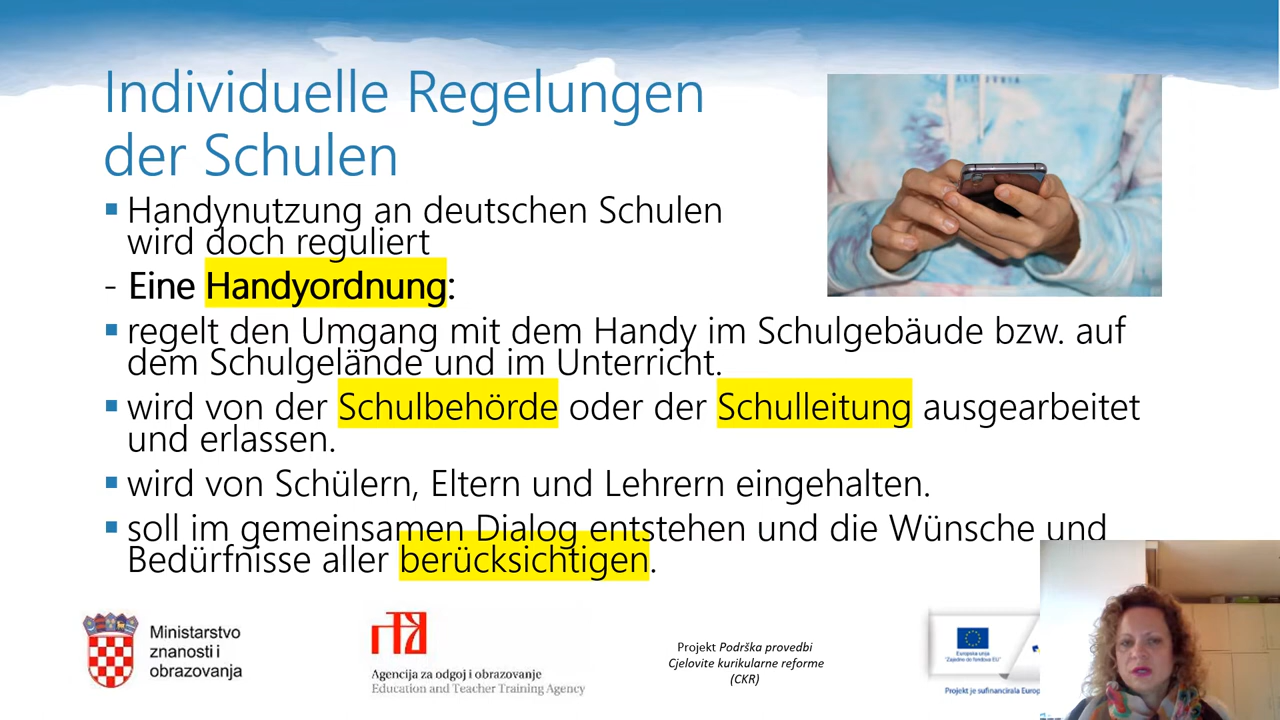 Individuelle Regelungen
der Schulen
▪ Handynutzung an deutschen Schulen
wird doch reguliert
- Eine Handyordnung:
▪ regelt den Umgang mit dem Handy im Schulgebäude bzw. auf
dem Schulgelände und im Unterricht.
▪ wird von der Schulbehörde oder der Schulleitung ausgearbeitet
und erlassen.
▪ wird von Schülern, Eltern und Lehrern eingehalten.
▪ soll im gemeinsamen Dialog entstehen und die Wünsche und
Bedürfnisse aller berücksichtigen.
Ministarstvo
znanosti i
obrazovanja
Agencija za odgoj i obrazovanje
Education and Teacher Training Agency
Projekt Podrška provedbi
Cjelovite kurikularne reforme
(CKR)
Europska unija
"Zajedno do fondova EU"
Projekt je sufinancirala